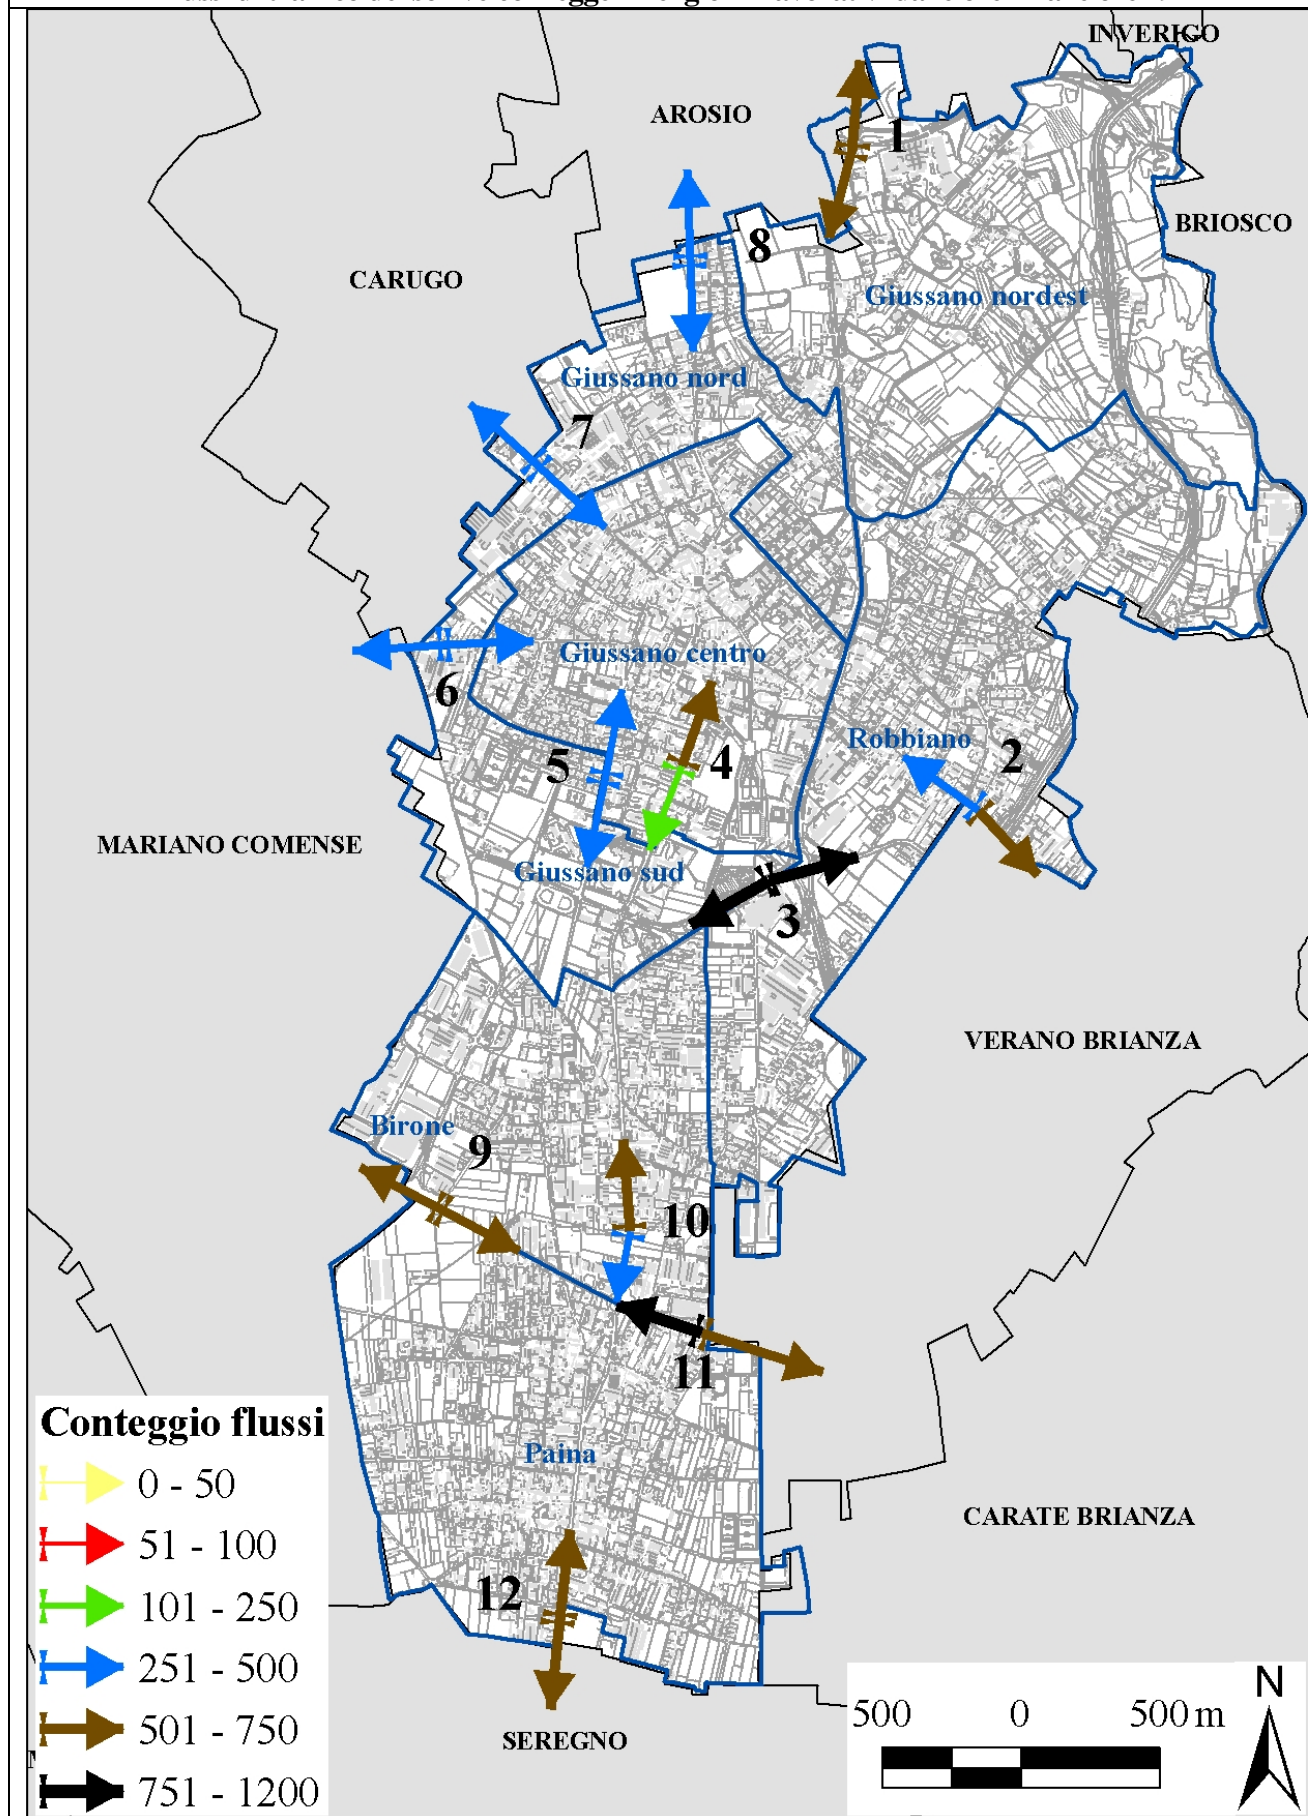 INVERIGO
AROSIO
1
BRIOSCO
8
CARUGO
Giussano nordest
Giussano nord
7
Giussano centro
6
Robbiano
2
5
4
MARIANO COMENSE
Giussano sud
3
VERANO BRIANZA
Birone
9
10
11
Conteggio flussi
0 - 50
51 - 100
101 - 250
251 - 500
501 - 750
751 - 1200
Paina
CARATE BRIANZA
12
SEREGNO
500 0 500 m
N